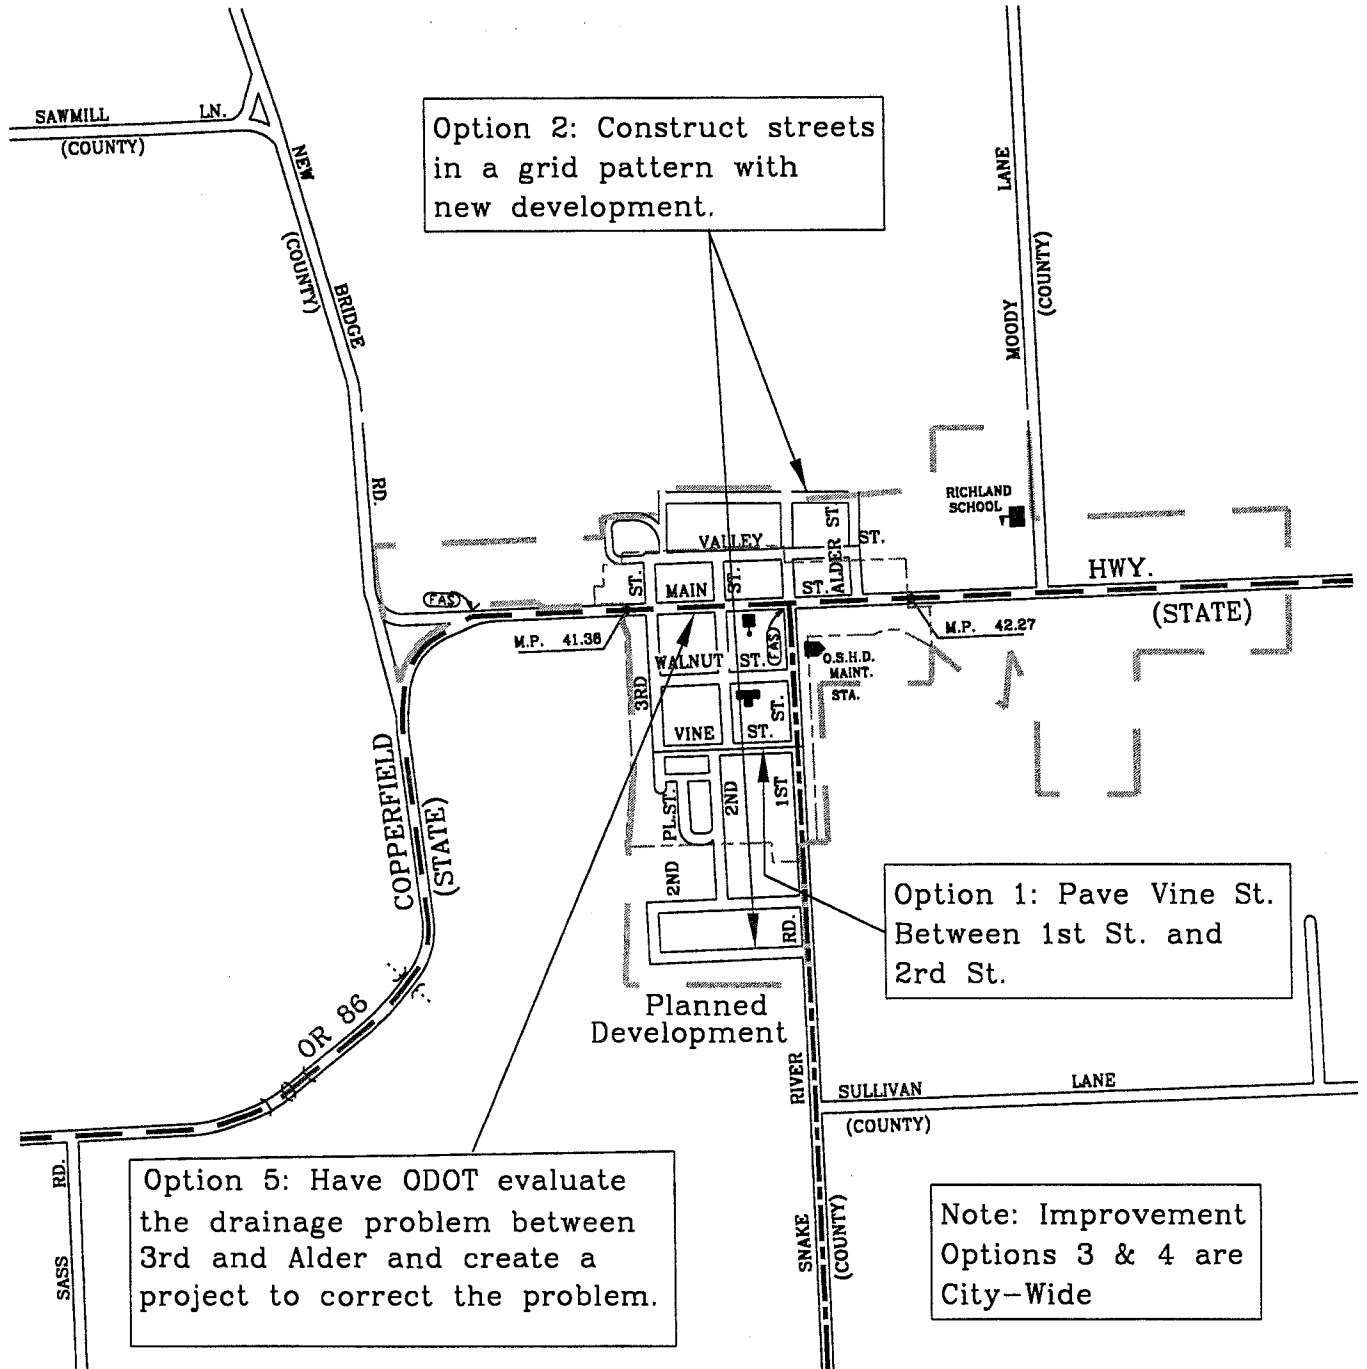 SAWMILL LN.
(COUNTY)
NEW BRIDGE RD.
(COUNTY)
Option 2: Construct streets
in a grid pattern with
new development.
MOODY LANE
(COUNTY)
RICHLAND
SCHOOL
VALLEY ST.
ALDER ST.
ST.
MAIN ST.
ST.
HWY.
(STATE)
FAS
M.P. 41.36
M.P. 42.27
FAS
WALNUT ST.
O.S.H.D.
MAINT.
STA.
3RD
ST.
VINE ST.
2ND
1ST
PL.ST.
2ND
RD.
COPPERFIELD
(STATE)
Option 1: Pave Vine St.
Between 1st St. and
2rd St.
Planned
Development
OR 86
RIVER
SULLIVAN LANE
(COUNTY)
SNAKE
(COUNTY)
SASS RD.
Option 5: Have ODOT evaluate
the drainage problem between
3rd and Alder and create a
project to correct the problem.
Note: Improvement
Options 3 & 4 are
City-Wide